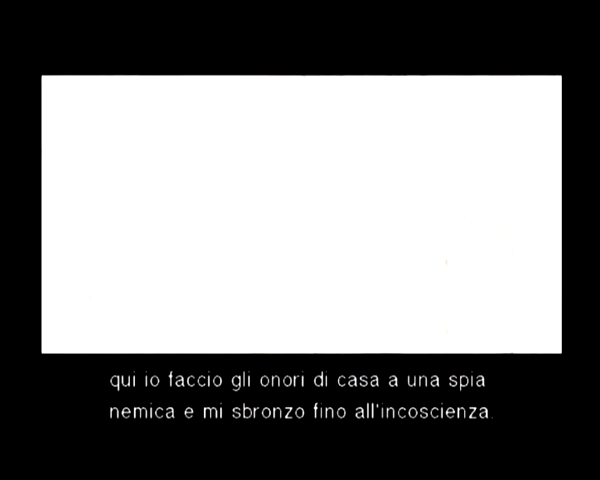 qui io faccio gli onori di casa a una spia
nemica e mi sbronzo fino all'incoscienza.